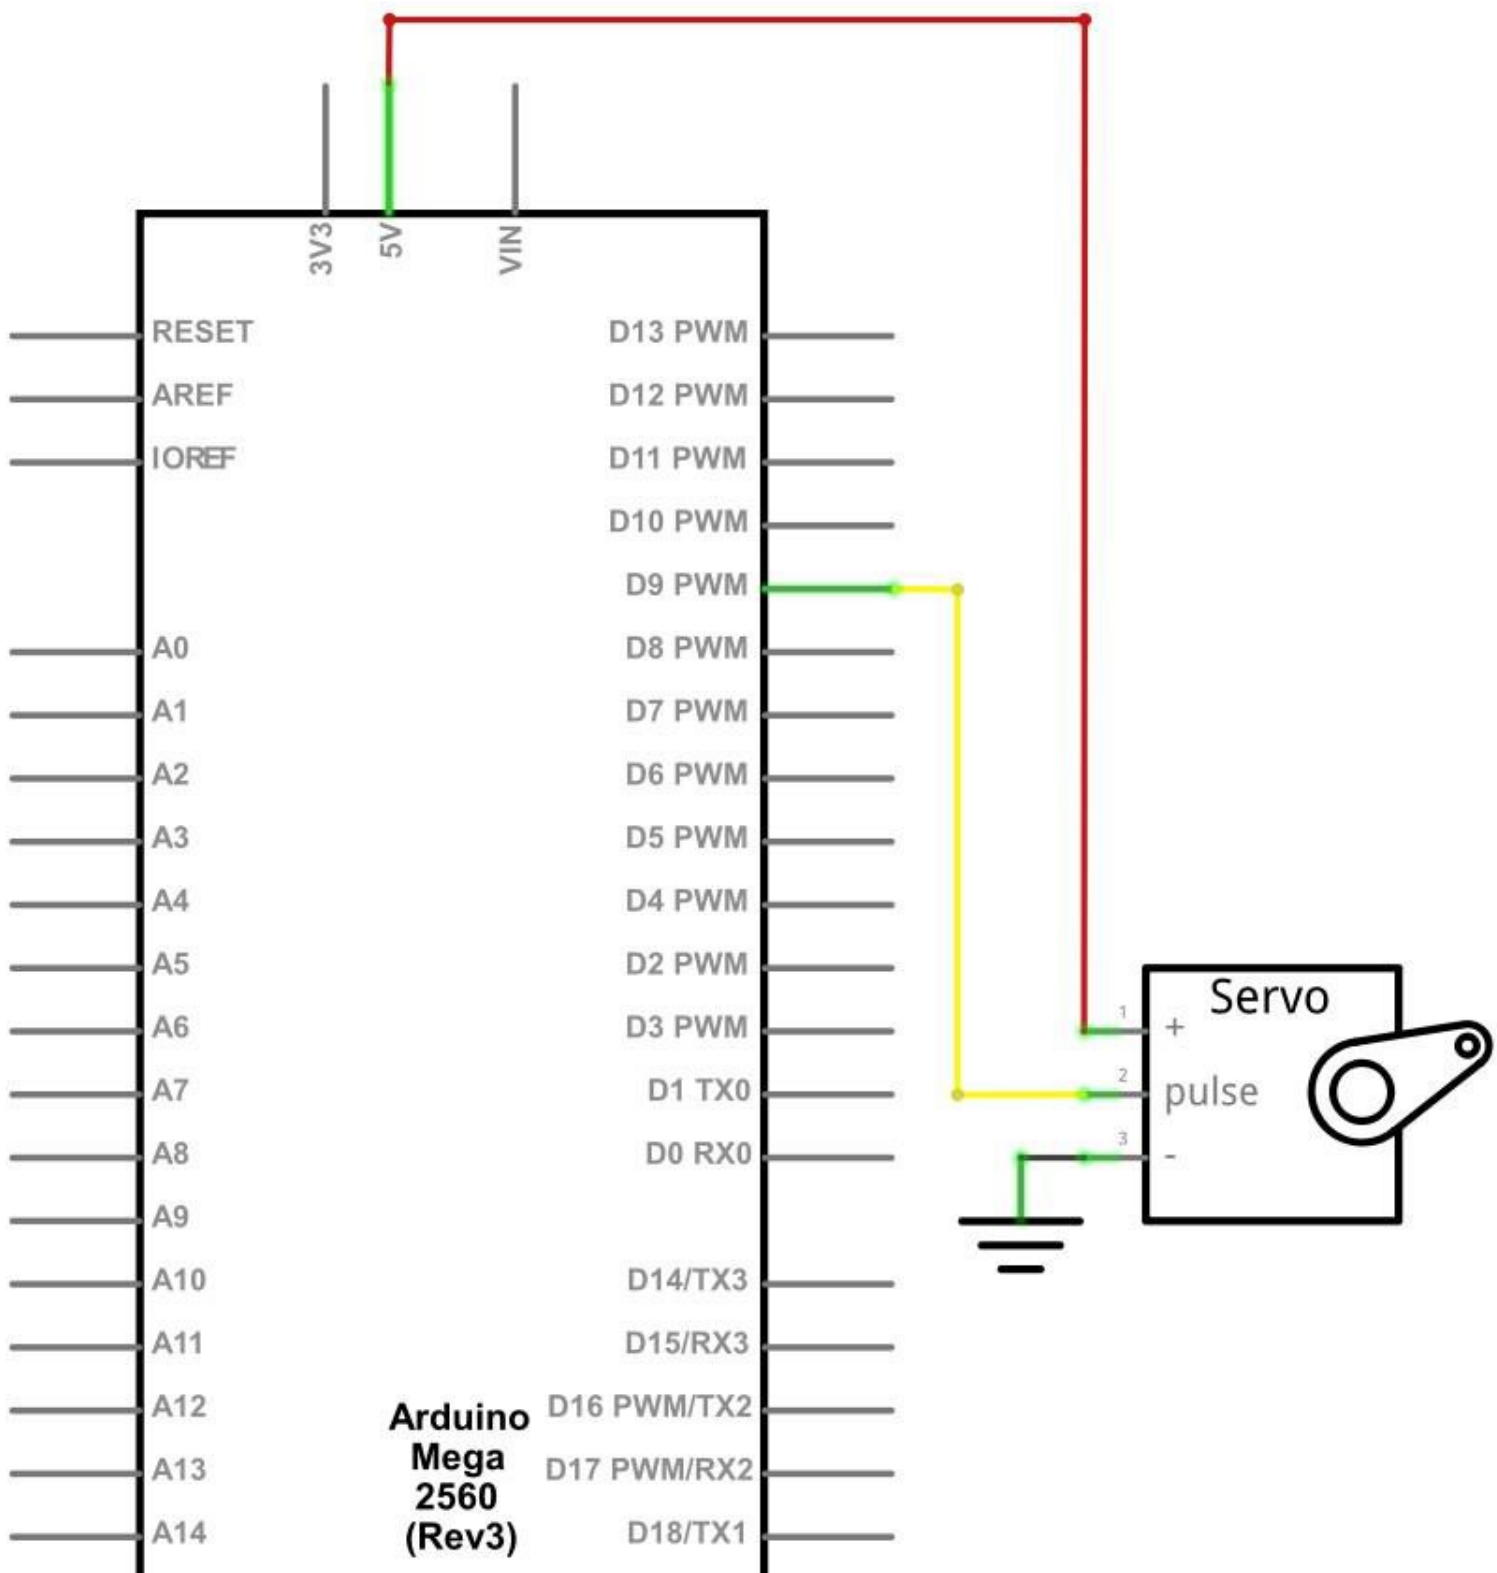 3V3
5V
VIN
RESET
D13 PWM
AREF
D12 PWM
IOREF
D11 PWM
D10 PWM
D9 PWM
A0
D8 PWM
A1
D7 PWM
A2
D6 PWM
A3
D5 PWM
A4
D4 PWM
A5
D2 PWM
Servo
A6
D3 PWM
1
+
A7
D1 TX0
2
pulse
A8
D0 RX0
3
-
A9
A10
D14/TX3
A11
D15/RX3
A12
D16 PWM/TX2
A13
D17 PWM/RX2
A14
D18/TX1
Arduino
Mega
2560
(Rev3)